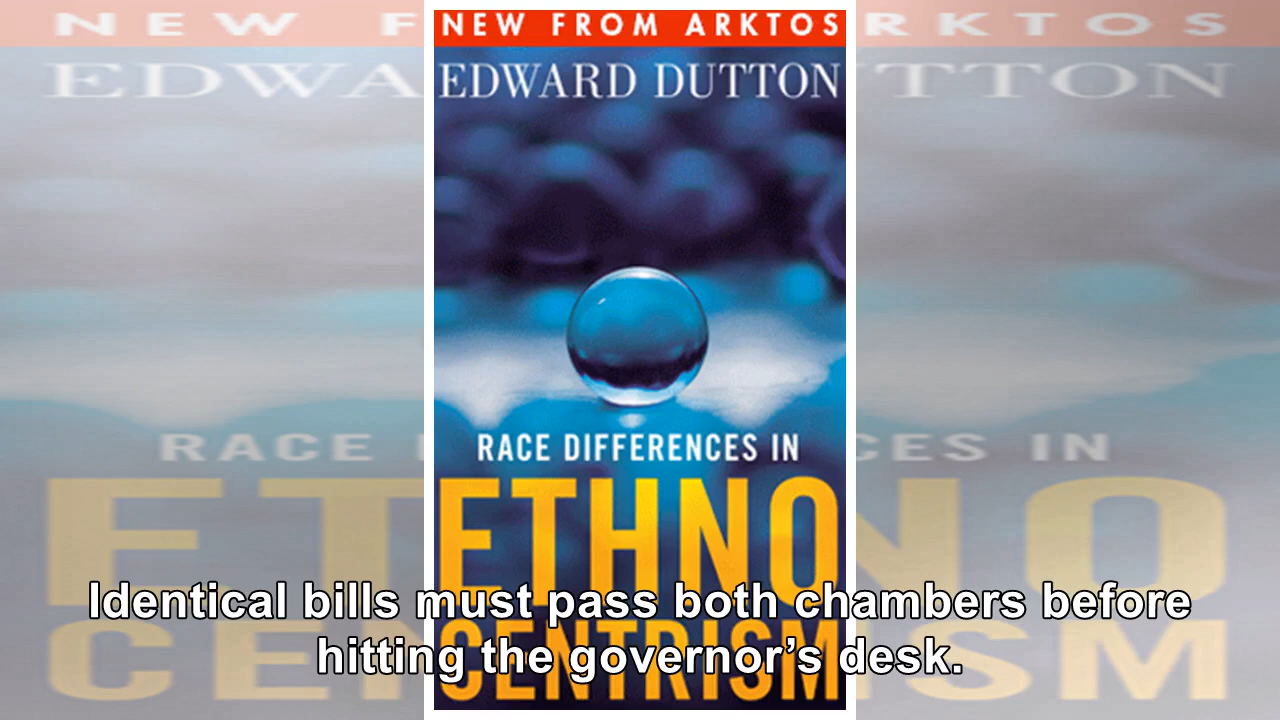 NEW FROM ARKTOS
EDWARD DUTTON
RACE DIFFERENCES IN
ETHNO
CENTRISM
Identical bills must pass both chambers before
hitting the governor’s desk.